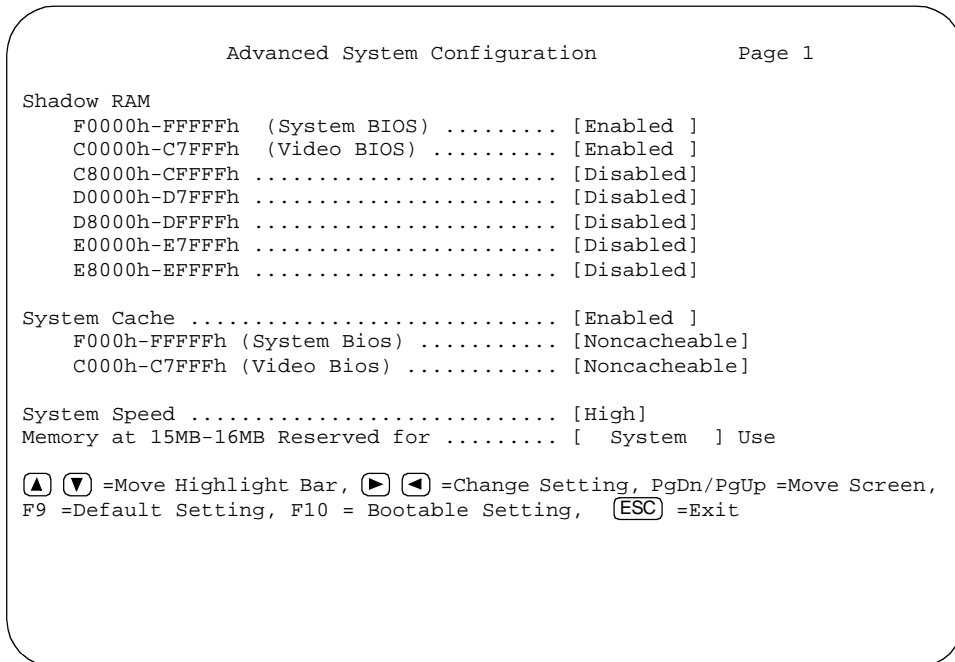 Advanced System Configuration Page 1
Shadow RAM
F0000h-FFFFFh (System BIOS) ......... [Enabled ]
C0000h-C7FFFh (Video BIOS) .......... [Enabled ]
C8000h-CFFFFh ........................ [Disabled]
D0000h-D7FFFh ........................ [Disabled]
D8000h-DFFFFh ........................ [Disabled]
E0000h-E7FFFh ........................ [Disabled]
E8000h-EFFFFh ........................ [Disabled]
System Cache ............................. [Enabled ]
F000h-FFFFFh (System Bios) ........... [Noncacheable]
C000h-C7FFFh (Video Bios) ............ [Noncacheable]
System Speed ............................. [High]
Memory at 15MB-16MB Reserved for ......... [ System ] Use
▲ ▼ =Move Highlight Bar, ► ◄ =Change Setting, PgDn/PgUp =Move Screen,
F9 =Default Setting, F10 = Bootable Setting, ESC =Exit